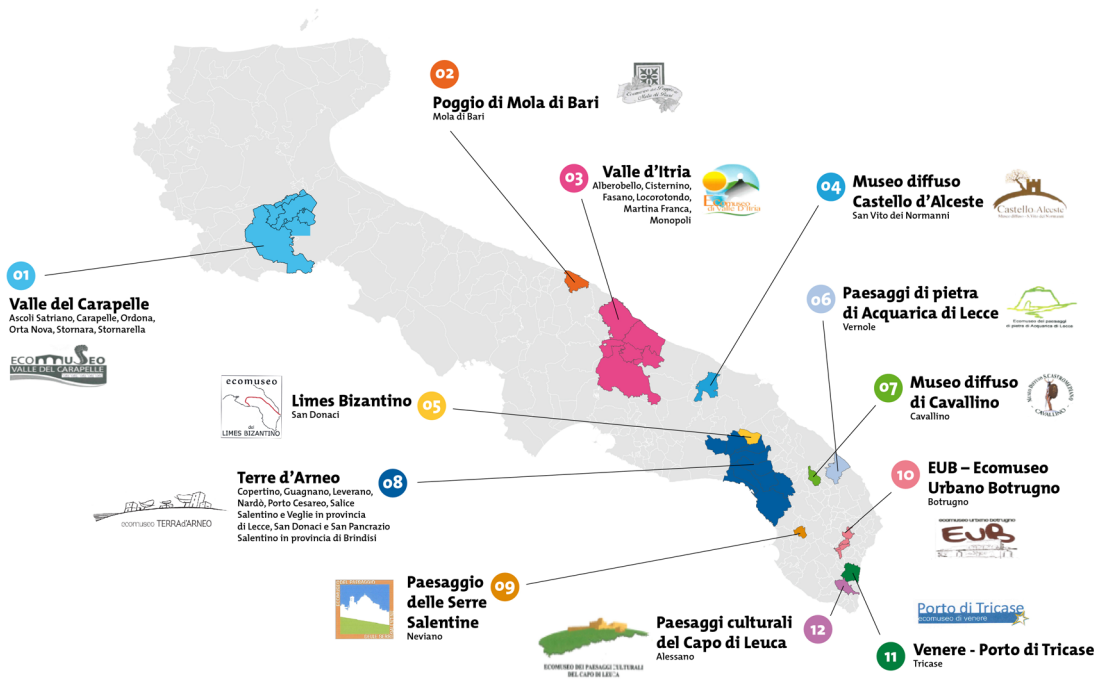 02
Poggio di Mola di Bari
Mola di Bari
03
Valle d'Itria
Alberobello, Cisternino,
Fasano, Locorotondo,
Martina Franca,
Monopoli
Ecomuseo
di Valle D'Itria
04
Museo diffuso
Castello d'Alceste
San Vito dei Normanni
Castello Alceste
01
Valle del Carapelle
Ascoli Satriano, Carapelle, Ordona,
Orta Nova, Stornara, Stornarella
ECOMUSEO
VALLE DEL CARAPELLE
06
Paesaggi di pietra
di Acquarica di Lecce
Vernole
Ecomuseo dei paesaggi
di pietra di Acquarica di Lecce
ecomuseo
dei
LIMES BIZANTINO
Limes Bizantino
San Donaci
05
07
Museo diffuso
di Cavallino
Cavallino
CAVALLINO
ecomuseo TERRAd'ARNEO
Terre d'Arneo
Copertino, Guagnano, Leverano,
Nardò, Porto Cesareo, Salice
Salentino e Veglie in provincia
di Lecce, San Donaci e San Pancrazio
Salentino in provincia di Brindisi
08
10
EUB – Ecomuseo
Urbano Botrugno
Botrugno
ecomuseo urbano botrugno
EUB
Paesaggio
delle Serre
Salentine
Neviano
09
ECOMUSEO DEI PAESAGGI CULTURALI
DEL CAPO DI LEUCA
Paesaggi culturali
del Capo di Leuca
Alessano
12
Porto di Tricase
ecomuseo di venere
11
Venere - Porto di Tricase
Tricase